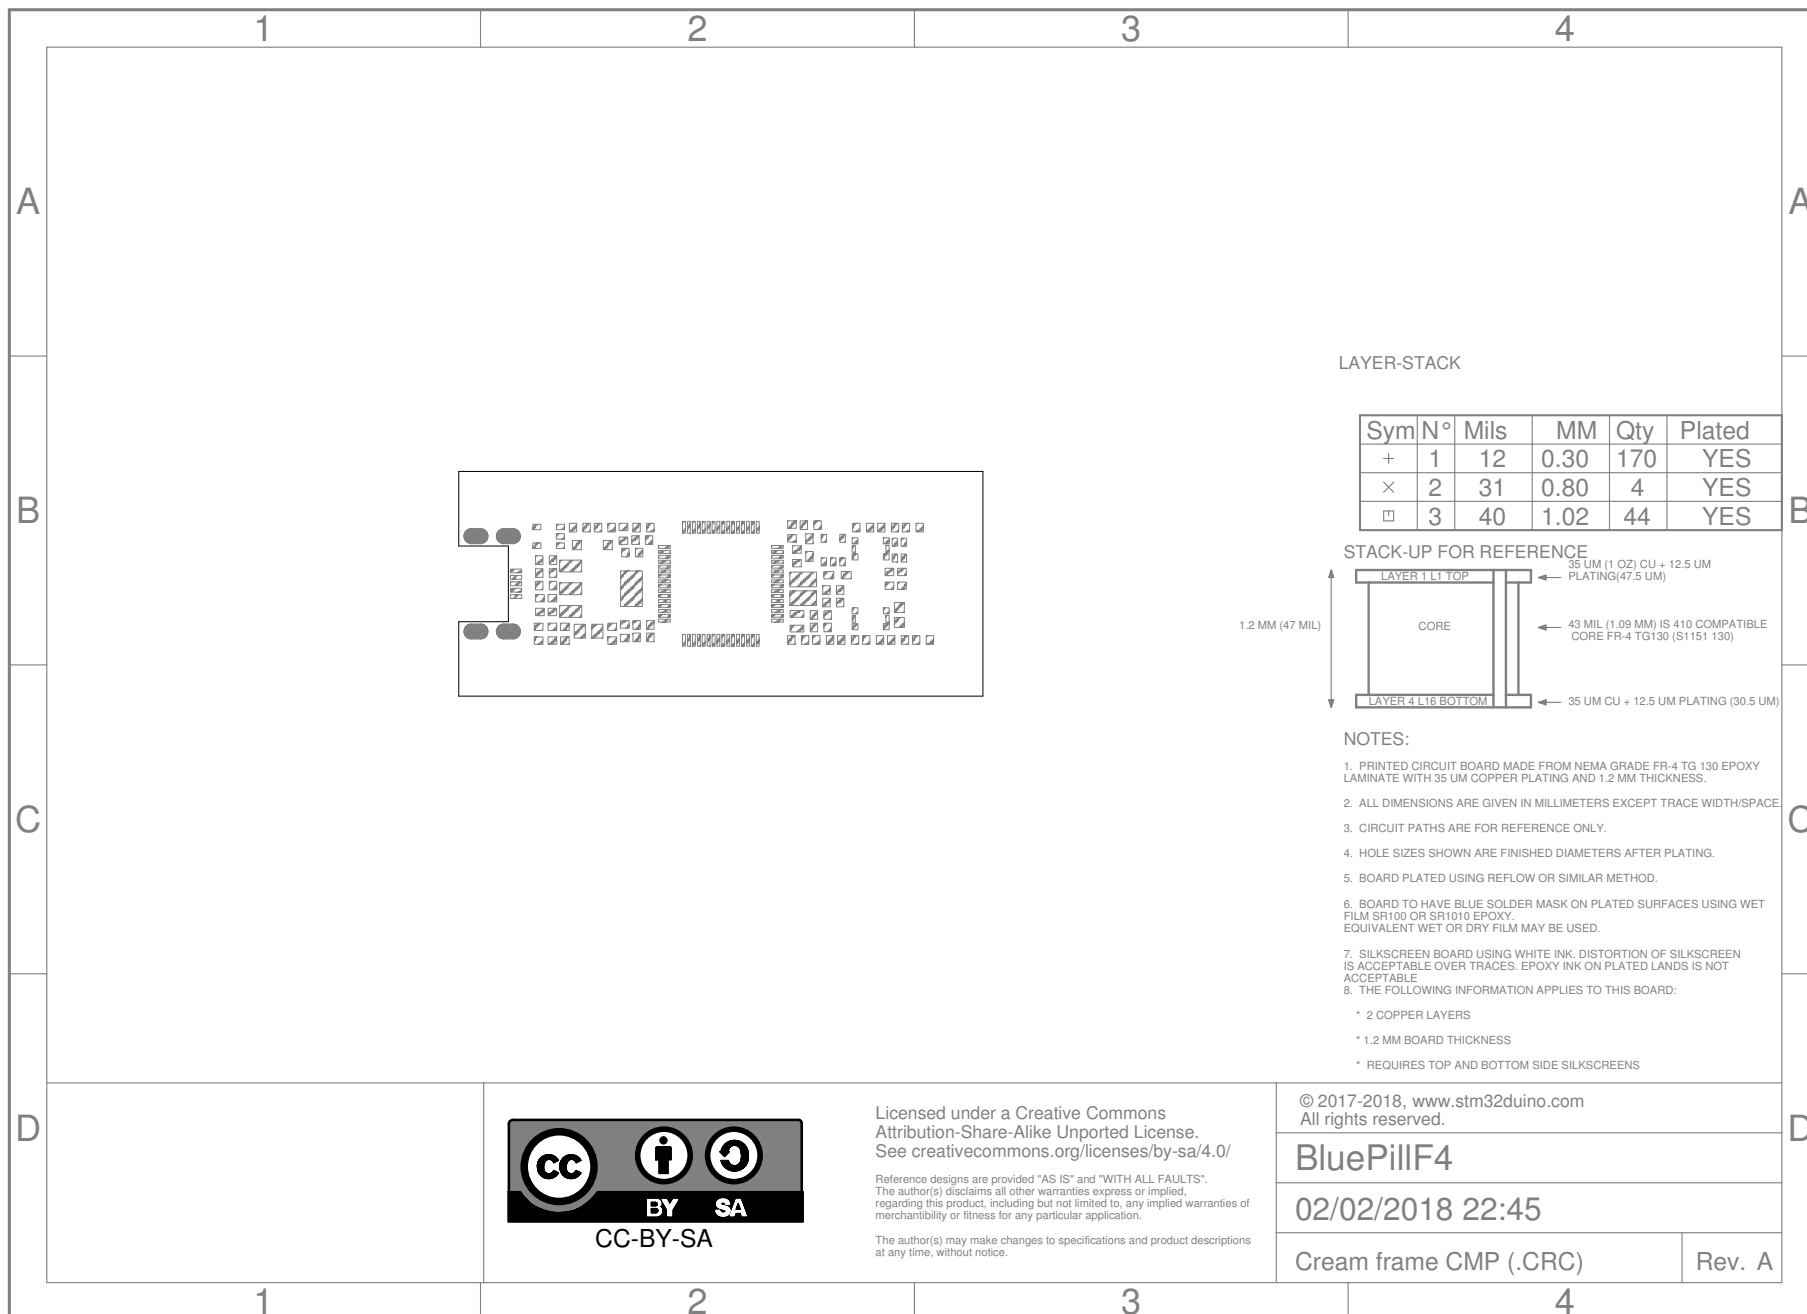 1 2 3 4
A A
LAYER-STACK
Sym N° Mils MM Qty Plated
+ 1 12 0.30 170 YES
× 2 31 0.80 4 YES
3 40 1.02 44 YES
B B
STACK-UP FOR REFERENCE
35 UM (1 OZ) CU + 12.5 UM
PLATING(47.5 UM)
LAYER 1 L1 TOP
1.2 MM (47 MIL)
CORE
43 MIL (1.09 MM) IS 410 COMPATIBLE
CORE FR-4 TG130 (S1151 130)
LAYER 4 L16 BOTTOM
35 UM CU + 12.5 UM PLATING (30.5 UM)
NOTES:
1. PRINTED CIRCUIT BOARD MADE FROM NEMA GRADE FR-4 TG 130 EPOXY
LAMINATE WITH 35 UM COPPER PLATING AND 1.2 MM THICKNESS.
2. ALL DIMENSIONS ARE GIVEN IN MILLIMETERS EXCEPT TRACE WIDTH/SPACE.
C C
3. CIRCUIT PATHS ARE FOR REFERENCE ONLY.
4. HOLE SIZES SHOWN ARE FINISHED DIAMETERS AFTER PLATING.
5. BOARD PLATED USING REFLOW OR SIMILAR METHOD.
6. BOARD TO HAVE BLUE SOLDER MASK ON PLATED SURFACES USING WET
FILM SR100 OR SR1010 EPOXY.
EQUIVALENT WET OR DRY FILM MAY BE USED.
7. SILKSCREEN BOARD USING WHITE INK. DISTORTION OF SILKSCREEN
IS ACCEPTABLE OVER TRACES. EPOXY INK ON PLATED LANDS IS NOT
ACCEPTABLE
8. THE FOLLOWING INFORMATION APPLIES TO THIS BOARD:
* 2 COPPER LAYERS
* 1.2 MM BOARD THICKNESS
* REQUIRES TOP AND BOTTOM SIDE SILKSCREENS
D D
CC
BY SA
CC-BY-SA
Licensed under a Creative Commons
Attribution-Share-Alike Unported License.
See creativecommons.org/licenses/by-sa/4.0/
Reference designs are provided "AS IS" and "WITH ALL FAULTS".
The author(s) disclaims all other warranties express or implied,
regarding this product, including but not limited to, any implied warranties of
merchantibility or fitness for any particular application.
The author(s) may make changes to specifications and product descriptions
at any time, without notice.
© 2017-2018, www.stm32duino.com
All rights reserved.
BluePillF4
02/02/2018 22:45
Cream frame CMP (.CRC) Rev. A
1 2 3 4